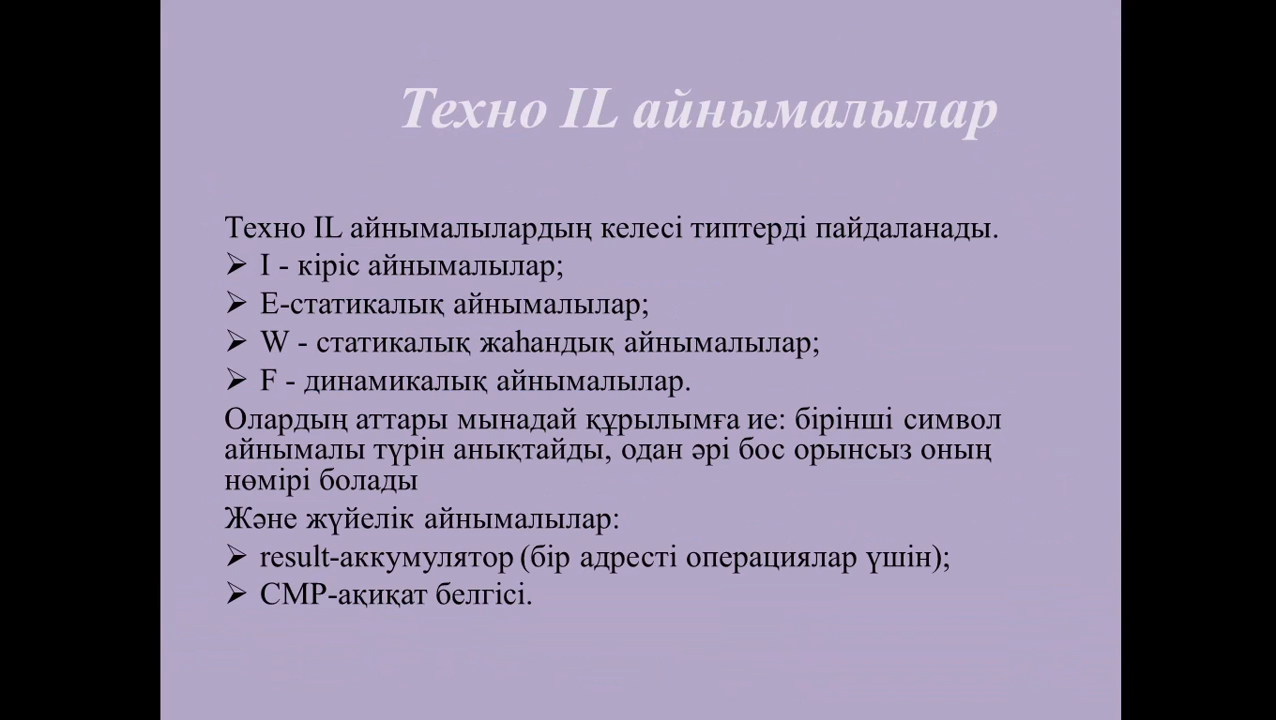 Техно IL айнымалылар
Техно IL айнымалылардың келесі типтерді пайдаланады.
➢ I - кіріс айнымалылар;
➢ E-статикалық айнымалылар;
➢ W - статикалық жаһандық айнымалылар;
➢ F - динамикалық айнымалылар.
Олардың аттары мынадай құрылымға ие: бірінші символ
айнымалы түрін анықтайды, одан әрі бос орынсыз оның
нөмірі болады
Және жүйелік айнымалылар:
➢ result-аккумулятор (бір адресті операциялар үшін);
➢ CMP-ақиқат белгісі.